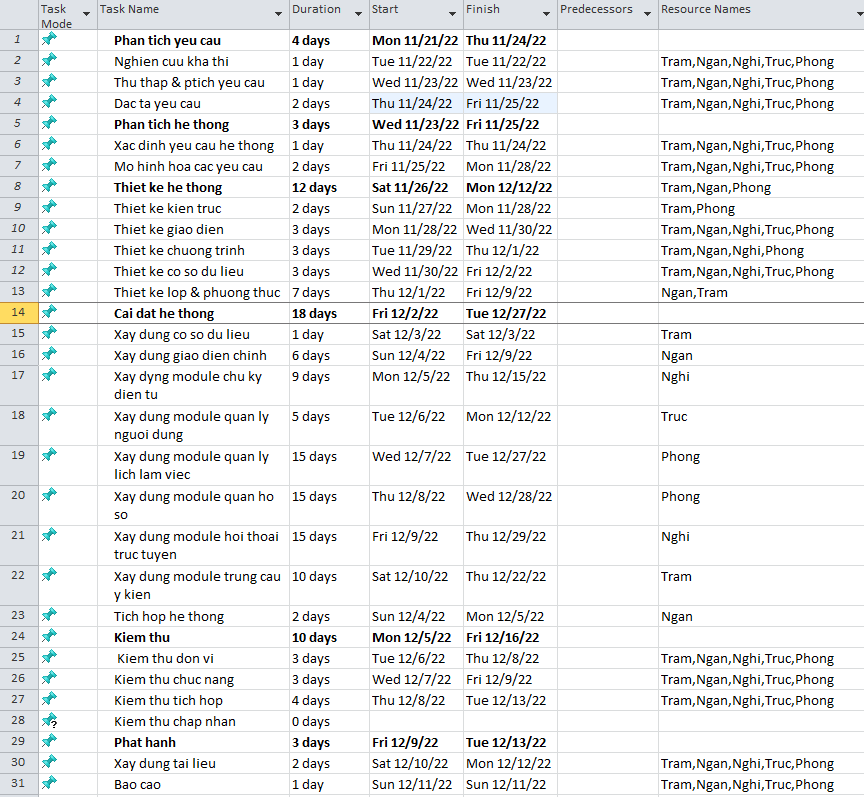 Task Mode Task Name Duration Start Finish Predecessors Resource Names
1 Phan tich yeu cau 4 days Mon 11/21/22 Thu 11/24/22
2 Nghien cuu kha thi 1 day Tue 11/22/22 Tue 11/22/22 Tram,Ngan,Nghi,Truc,Phong
3 Thu thap & ptich yeu cau 1 day Wed 11/23/22 Wed 11/23/22 Tram,Ngan,Nghi,Truc,Phong
4 Dac ta yeu cau 2 days Thu 11/24/22 Fri 11/25/22 Tram,Ngan,Nghi,Truc,Phong
5 Phan tich he thong 3 days Wed 11/23/22 Fri 11/25/22
6 Xac dinh yeu cau he thong 1 day Thu 11/24/22 Thu 11/24/22 Tram,Ngan,Nghi,Truc,Phong
7 Mo hinh hoa cac yeu cau 2 days Fri 11/25/22 Mon 11/28/22 Tram,Ngan,Nghi,Truc,Phong
8 Thiet ke he thong 12 days Sat 11/26/22 Mon 12/12/22 Tram,Ngan,Phong
9 Thiet ke kien truc 2 days Sun 11/27/22 Mon 11/28/22 Tram,Phong
10 Thiet ke giao dien 3 days Mon 11/28/22 Wed 11/30/22 Tram,Ngan,Nghi,Truc,Phong
11 Thiet ke chuong trinh 3 days Tue 11/29/22 Thu 12/1/22 Tram,Ngan,Nghi,Phong
12 Thiet ke co so du lieu 3 days Wed 11/30/22 Fri 12/2/22 Tram,Ngan,Nghi,Truc,Phong
13 Thiet ke lop & phuong thuc 7 days Thu 12/1/22 Fri 12/9/22 Ngan,Tram
14 Cai dat he thong 18 days Fri 12/2/22 Tue 12/27/22
15 Xay dung co so du lieu 1 day Sat 12/3/22 Sat 12/3/22 Tram
16 Xay dung giao dien chinh 6 days Sun 12/4/22 Fri 12/9/22 Ngan
17 Xay dyng module chu ky 9 days Mon 12/5/22 Thu 12/15/22 Nghi
dien tu
18 Xay dung module quan ly 5 days Tue 12/6/22 Mon 12/12/22 Truc
nguoi dung
19 Xay dung module quan ly 15 days Wed 12/7/22 Tue 12/27/22 Phong
lich lam viec
20 Xay dung module quan ho 15 days Thu 12/8/22 Wed 12/28/22 Phong
so
21 Xay dung module hoi thoai 15 days Fri 12/9/22 Thu 12/29/22 Nghi
truc tuyen
22 Xay dung module trung cau 10 days Sat 12/10/22 Thu 12/22/22 Tram
y kien
23 Tich hop he thong 2 days Sun 12/4/22 Mon 12/5/22 Ngan
24 Kiem thu 10 days Mon 12/5/22 Fri 12/16/22
25 Kiem thu don vi 3 days Tue 12/6/22 Thu 12/8/22 Tram,Ngan,Nghi,Truc,Phong
26 Kiem thu chuc nang 3 days Wed 12/7/22 Fri 12/9/22 Tram,Ngan,Nghi,Truc,Phong
27 Kiem thu tich hop 4 days Thu 12/8/22 Tue 12/13/22 Tram,Ngan,Nghi,Truc,Phong
28 ? Kiem thu chap nhan 0 days
29 Phat hanh 3 days Fri 12/9/22 Tue 12/13/22
30 Xay dung tai lieu 2 days Sat 12/10/22 Mon 12/12/22 Tram,Ngan,Nghi,Truc,Phong
31 Bao cao 1 day Sun 12/11/22 Sun 12/11/22 Tram,Ngan,Nghi,Truc,Phong